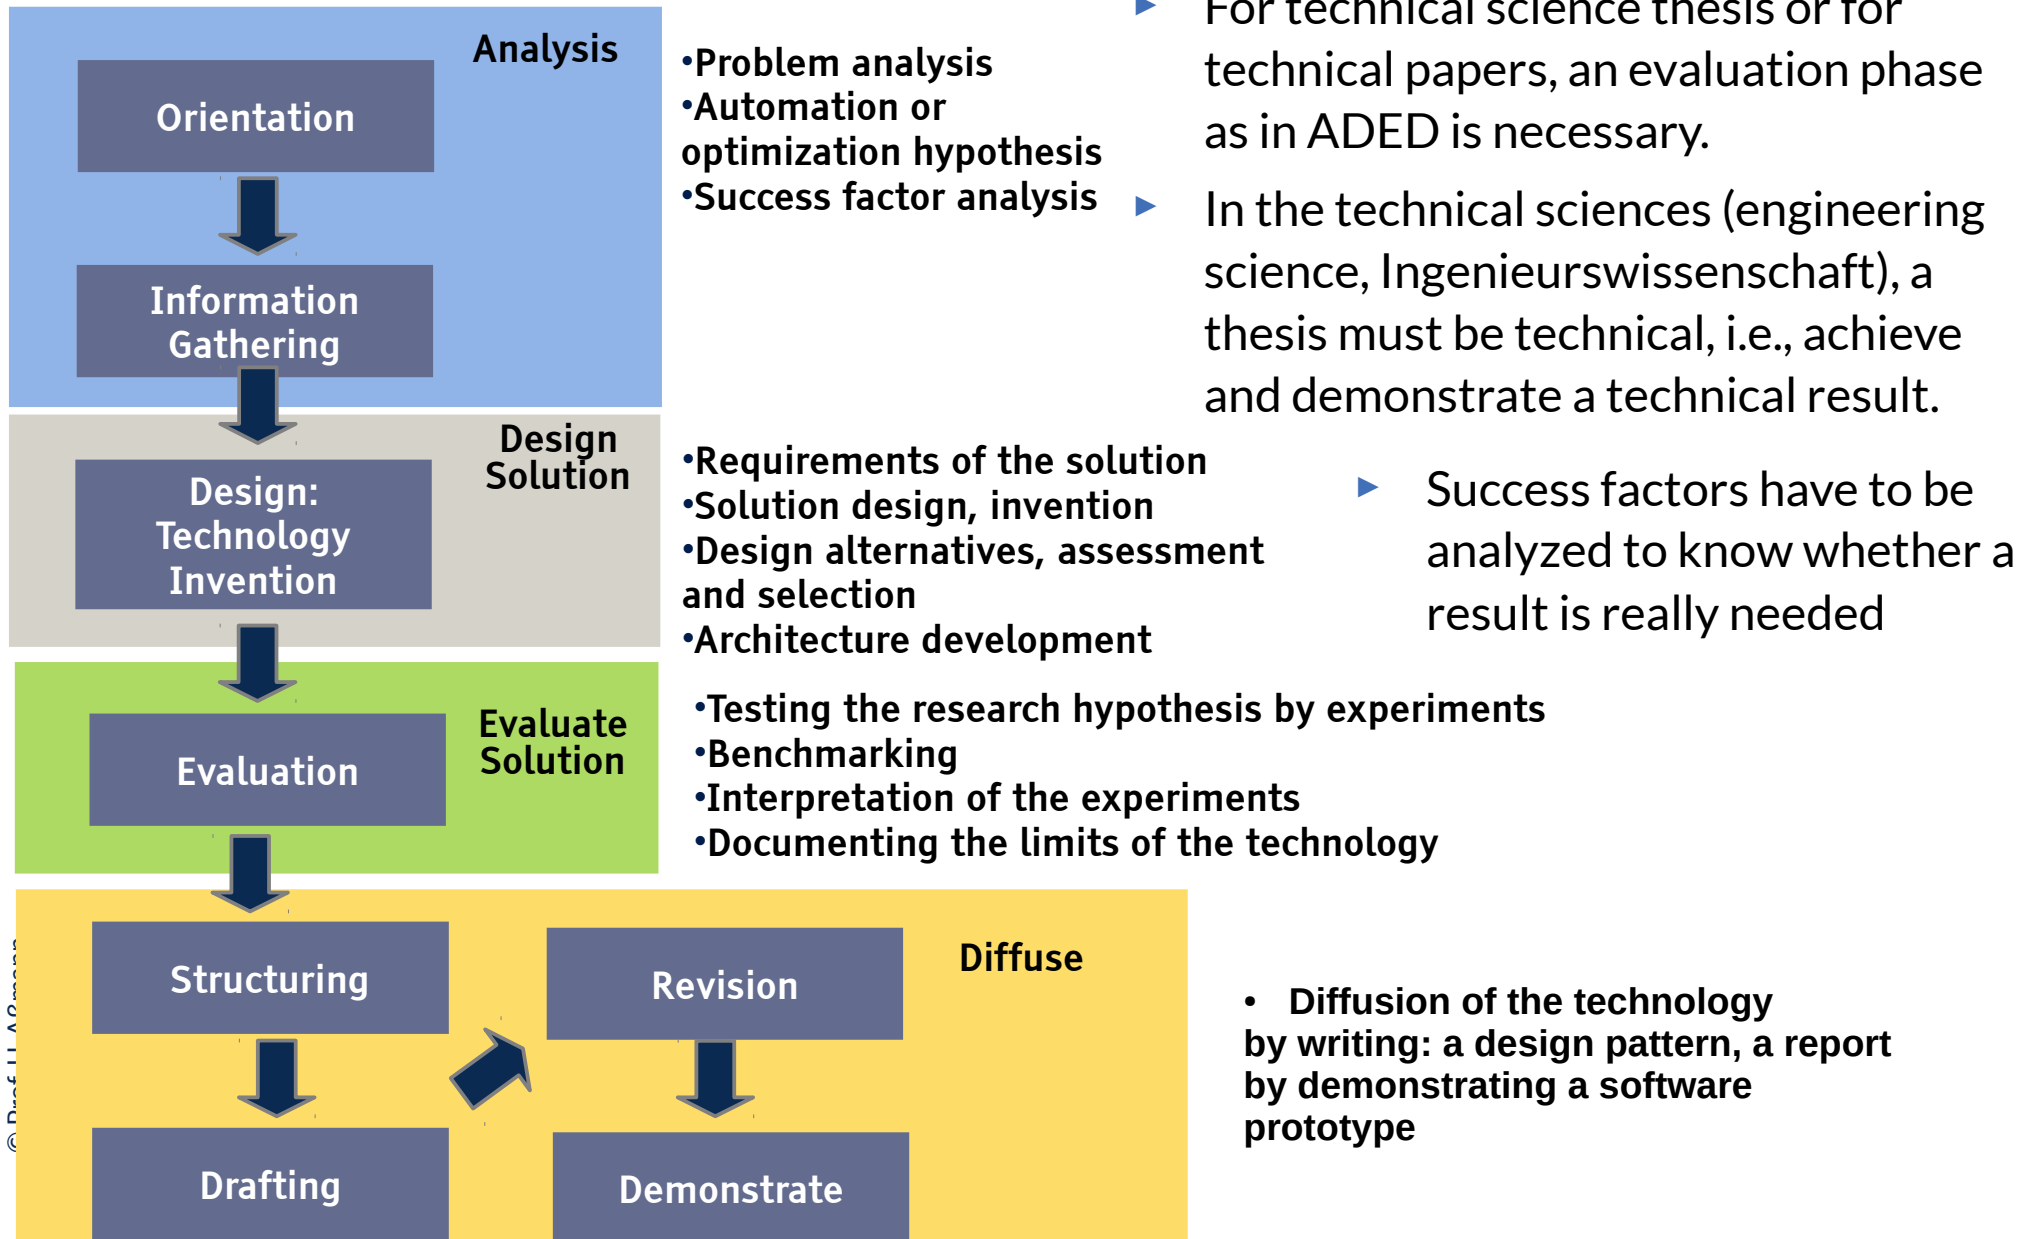 Analysis
Orientation
Information
Gathering
•Problem analysis
•Automation or
optimization hypothesis
•Success factor analysis
► For technical science thesis or for
technical papers, an evaluation phase
as in ADED is necessary.
► In the technical sciences (engineering
science, Ingenieurswissenschaft), a
thesis must be technical, i.e., achieve
and demonstrate a technical result.
Design
Solution
Design:
Technology
Invention
•Requirements of the solution
•Solution design, invention
•Design alternatives, assessment
and selection
•Architecture development
► Success factors have to be
analyzed to know whether a
result is really needed
Evaluate
Solution
Evaluation
•Testing the research hypothesis by experiments
•Benchmarking
•Interpretation of the experiments
•Documenting the limits of the technology
Diffuse
Structuring
Revision
Drafting
Demonstrate
• Diffusion of the technology
by writing: a design pattern, a report
by demonstrating a software
prototype